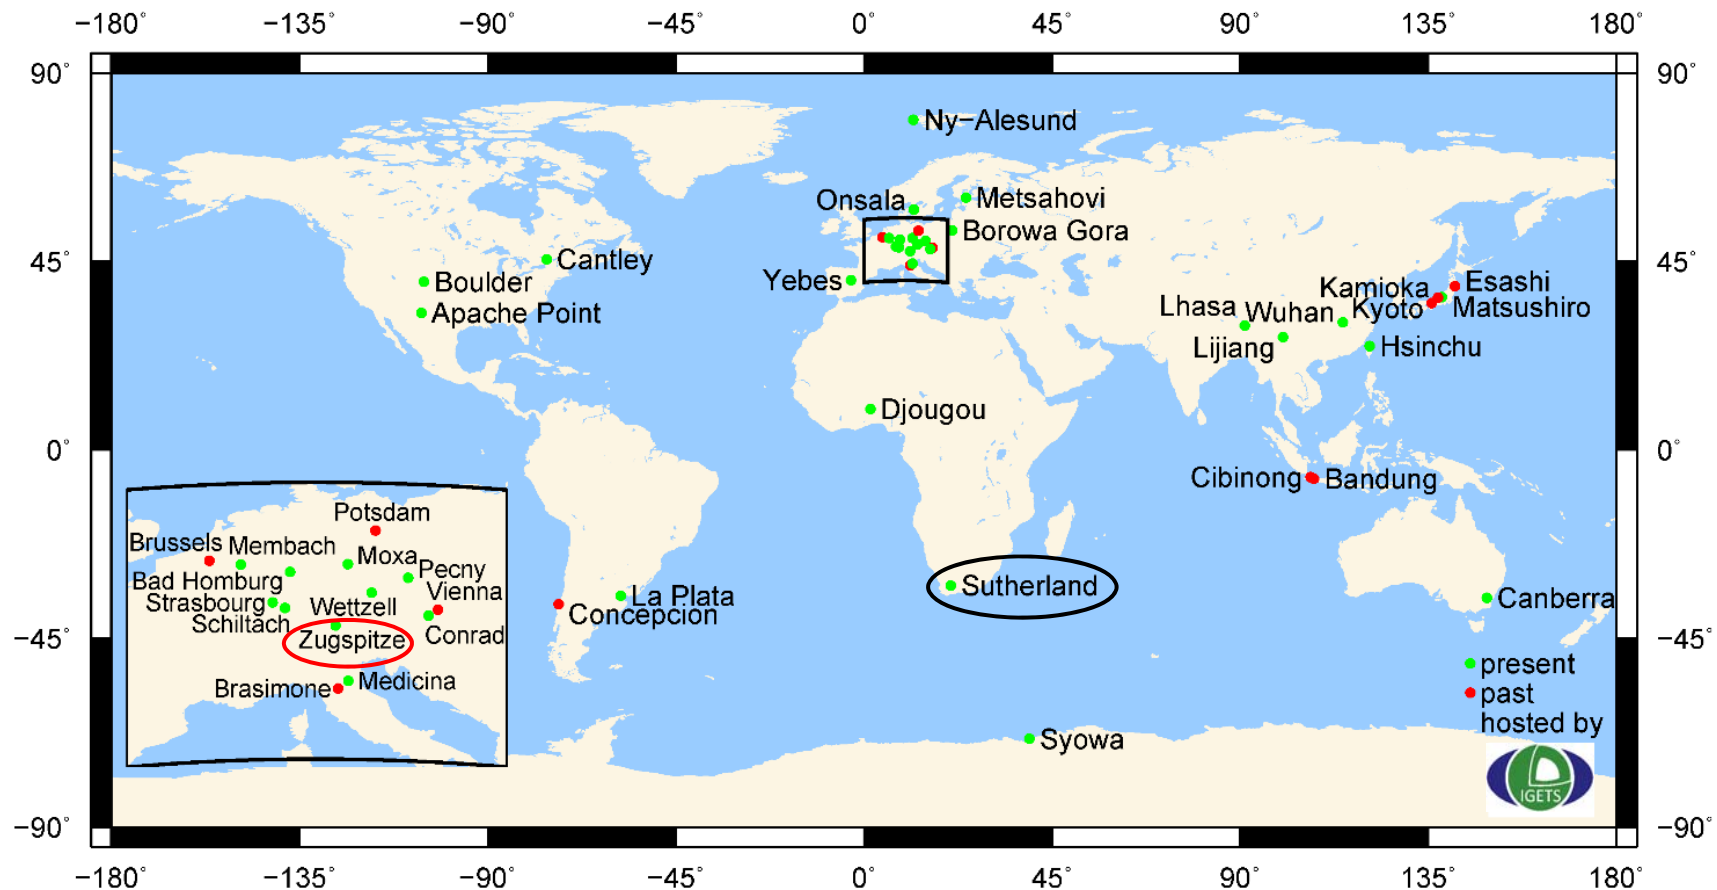 −180° −135° −90° −45° 0° 45° 90° 135° 180°
90° 90°
Ny−Alesund
Onsala Metsahovi
Borowa Gora
45° Cantley 45°
Yebes
Boulder Kamioka Esashi
Apache Point Lhasa Wuhan Kyoto Matsushiro
Lijiang Hsinchu
Djougou
0° 0°
Cibinong Bandung
Potsdam
Brussels Membach Moxa
Bad Homburg Pecny
Strasbourg Wettzell Vienna
Schiltach Conrad
Zugspitze
Brasimone Medicina
Sutherland
La Plata
Concepcion
Canberra
−45° −45°
present
past
hosted by
IGETS
Syowa
−90° −90°
−180° −135° −90° −45° 0° 45° 90° 135° 180°